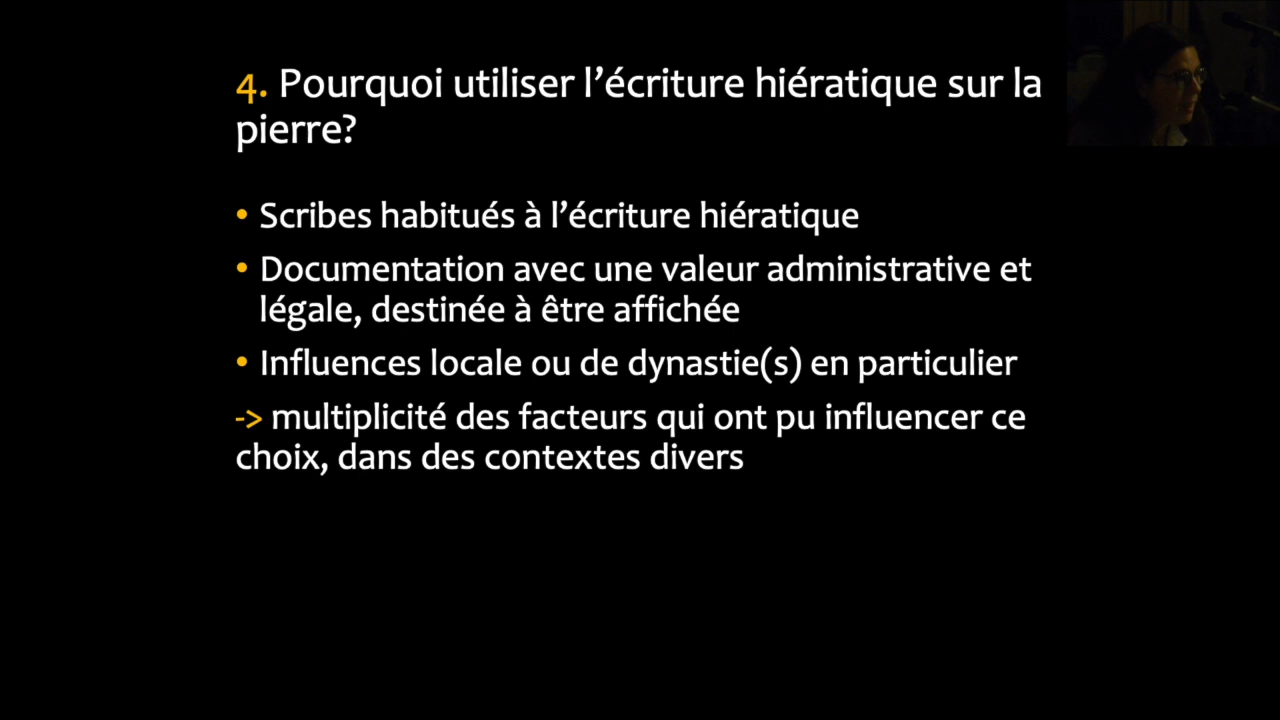 4. Pourquoi utiliser l’écriture hiératique sur la
pierre?
• Scribes habitués à l’écriture hiératique
• Documentation avec une valeur administrative et
légale, destinée à être affichée
• Influences locale ou de dynastie(s) en particulier
-> multiplicité des facteurs qui ont pu influencer ce
choix, dans des contextes divers